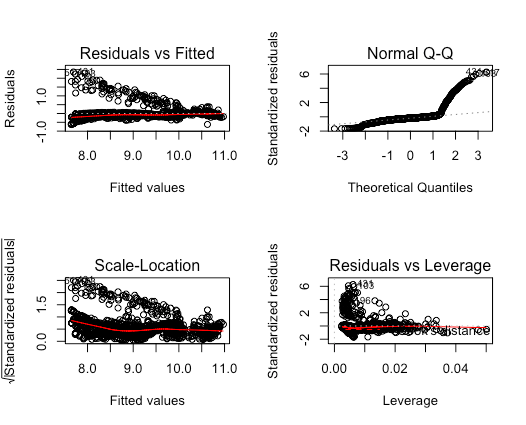 Residuals vs Fitted
Residuals
-1.0
1.0
8.0 9.0 10.0 11.0
Fitted values
Normal Q-Q
Standardized residuals
-2
2
6
-3 -2 -1 0 1 2 3
Theoretical Quantiles
Scale-Location
√|Standardized residuals|
0.0
1.5
8.0 9.0 10.0 11.0
Fitted values
Residuals vs Leverage
Standardized residuals
-2
2
6
0.00 0.02 0.04
Leverage